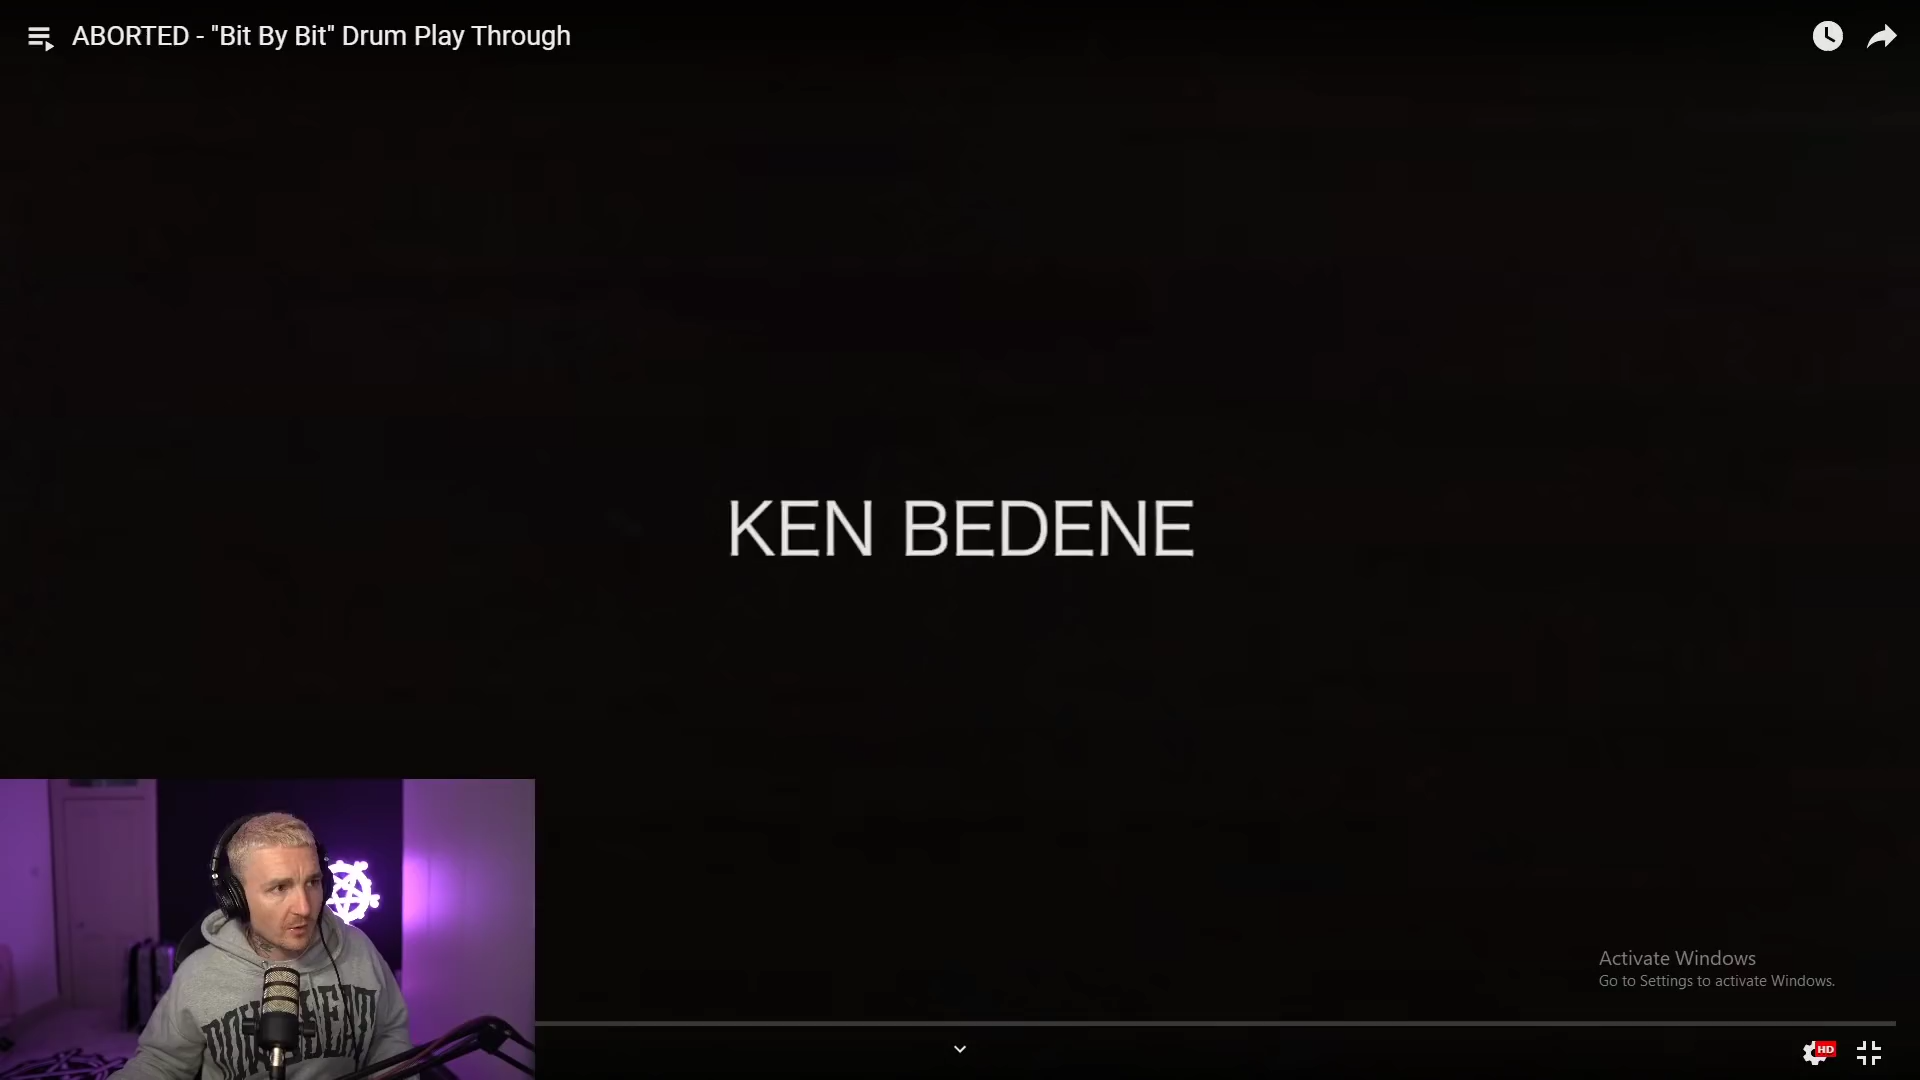 ABORTED - "Bit By Bit" Drum Play Through
KEN BEDENE
Activate Windows
Go to Settings to activate Windows.
HD